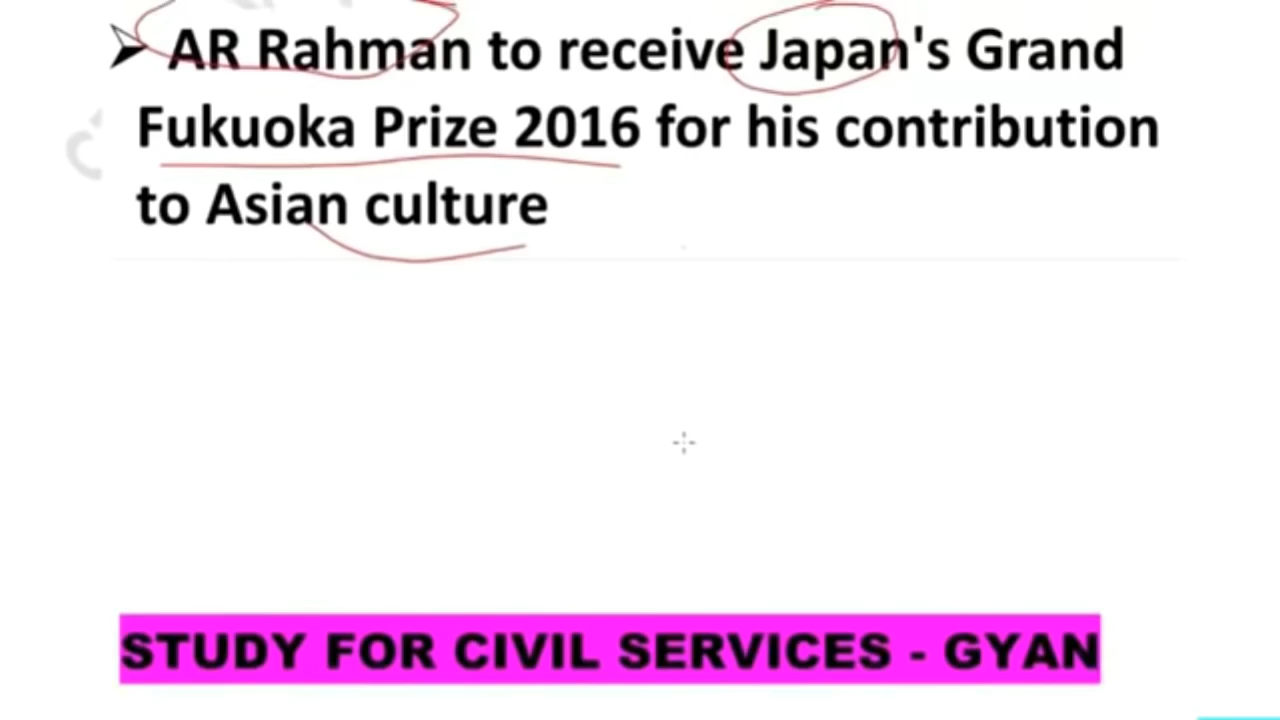 ➢ AR Rahman to receive Japan's Grand
Fukuoka Prize 2016 for his contribution
to Asian culture
STUDY FOR CIVIL SERVICES - GYAN